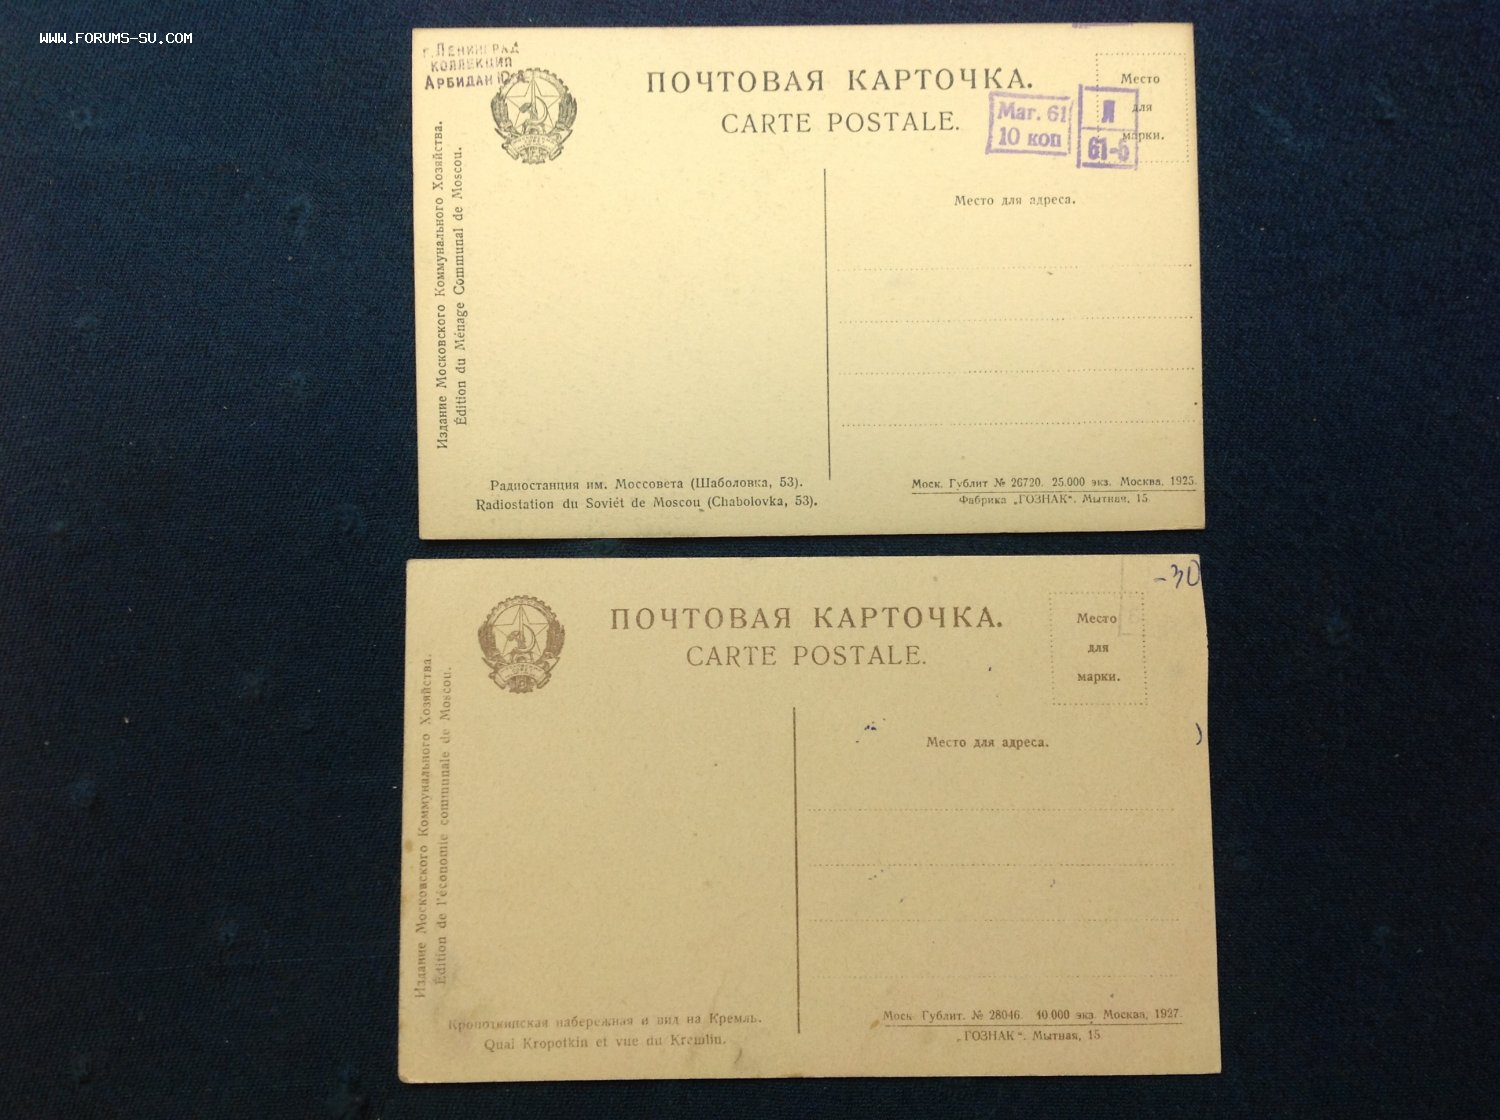 WWW.FORUMS-SU.COM
г. Ленинград
КОЛЛЕКЦИЯ
АРБИДАН Ю.А.
ПОЧТОВАЯ КАРТОЧКА.
CARTE POSTALE.
Маг. 61
10 коп
Я
61-6
Место
для
марки.
Место для адреса.
Издание Московского Коммунального Хозяйства.
Édition du Ménage Communal de Moscou.
Радиостанция им. Моссовета (Шаболовка, 53).
Radiostation du Soviét de Moscou (Chabolovka, 53).
Моск. Гублит № 26720. 25.000 экз. Москва, 1925.
Фабрика „ГОЗНАК“. Мытная, 15
-30
ПОЧТОВАЯ КАРТОЧКА.
CARTE POSTALE.
Место
для
марки.
Место для адреса.
Издание Московского Коммунального Хозяйства.
Édition de l'économie communale de Moscou.
Кропоткинская набережная и вид на Кремль.
Quai Kropotkin et vue du Kremlin.
Моск. Гублит. № 28046. 10 000 экз. Москва, 1927.
„ГОЗНАК“. Мытная, 15